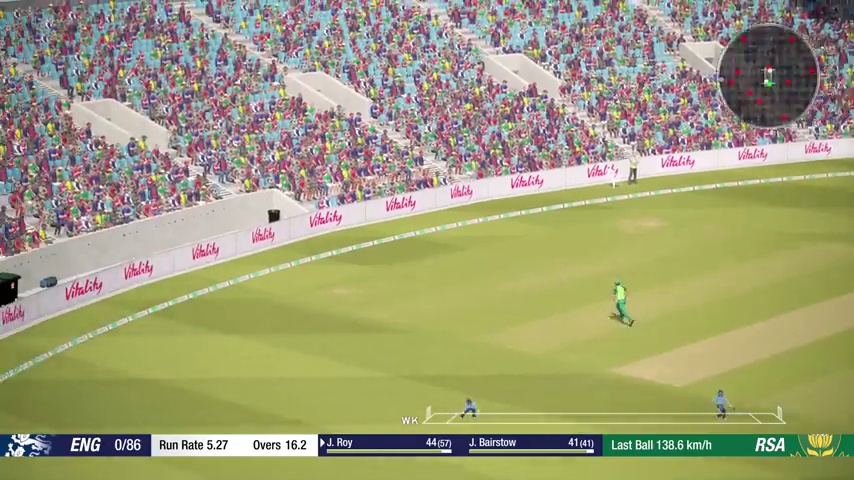 Vitality Vitality Vitality Vitality Vitality Vitality Vitality Vitality Vitality Vitality Vitality Vitality
WK
ENG 0/86 Run Rate 5.27 Overs 16.2 J. Roy 44 (57) J. Bairstow 41 (41) Last Ball 138.6 km/h RSA